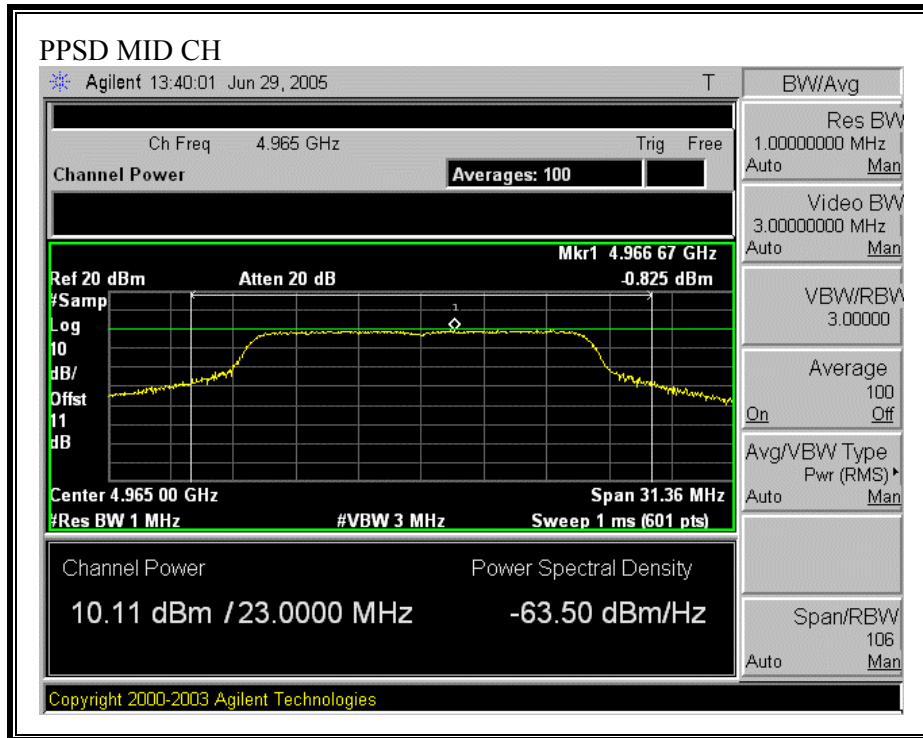 PPSD MID CH
Agilent 13:40:01 Jun 29, 2005 T
Ch Freq 4.965 GHz Trig Free
Channel Power Averages: 100
Mkr1 4.966 67 GHz
Ref 20 dBm Atten 20 dB -0.825 dBm
#Samp
Log
10
dB/
Offst
11
dB
1
Center 4.965 00 GHz Span 31.36 MHz
#Res BW 1 MHz #VBW 3 MHz Sweep 1 ms (601 pts)
Channel Power Power Spectral Density
10.11 dBm / 23.0000 MHz -63.50 dBm/Hz
Copyright 2000-2003 Agilent Technologies
BW/Avg
Res BW
1.00000000 MHz
Auto Man
Video BW
3.00000000 MHz
Auto Man
VBW/RBW
3.00000
Average
100
On Off
Avg/VBW Type
Pwr (RMS)
Auto Man
Span/RBW
106
Auto Man